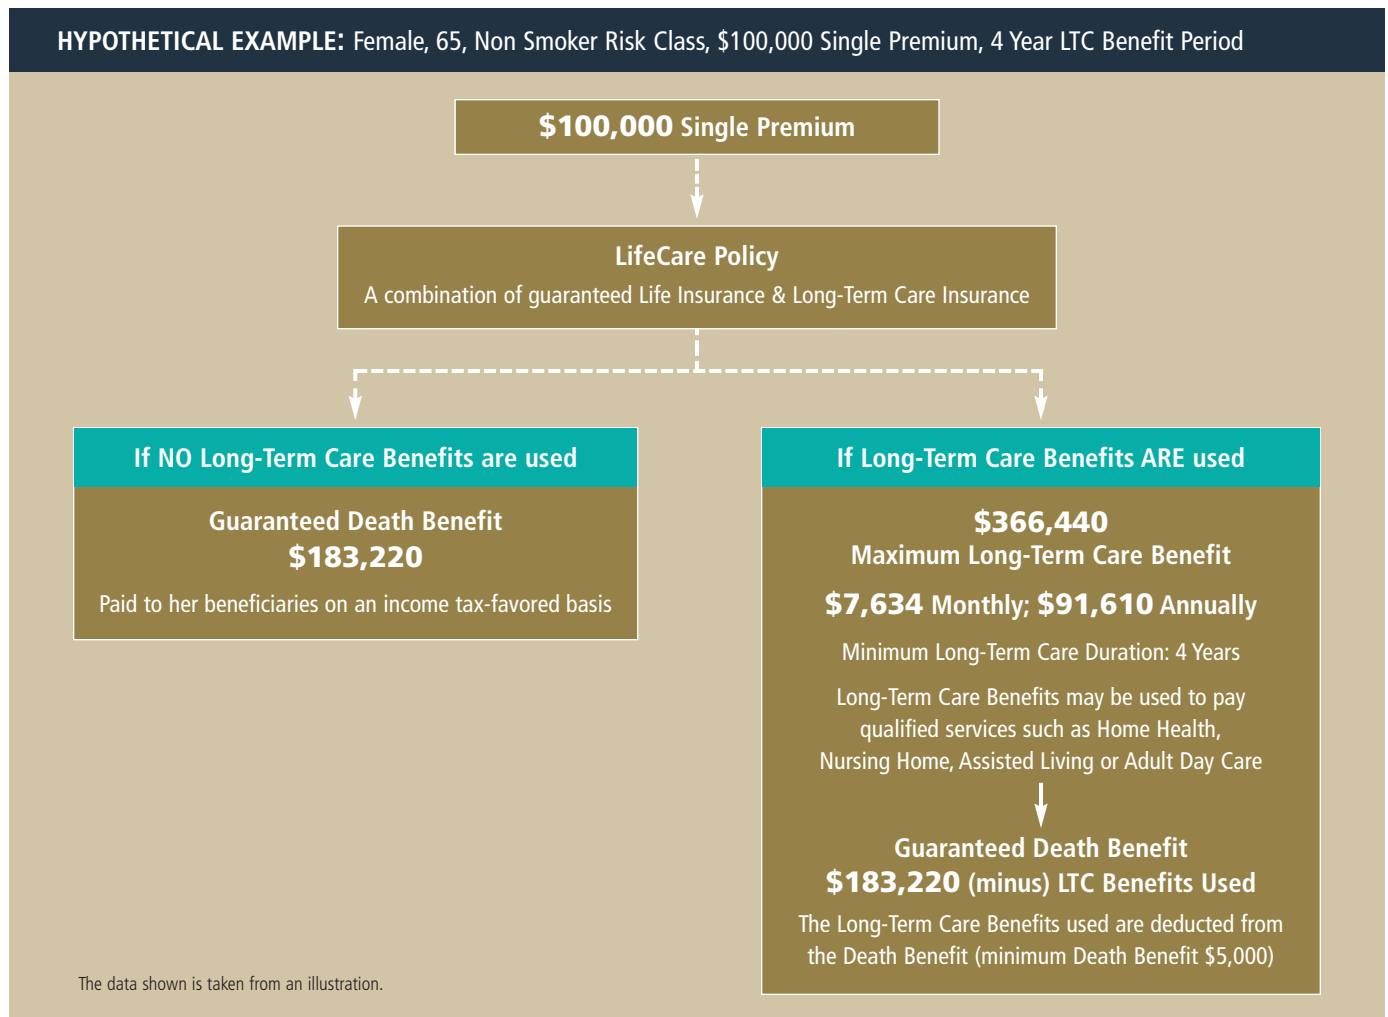 HYPOTHETICAL EXAMPLE: Female, 65, Non Smoker Risk Class, $100,000 Single Premium, 4 Year LTC Benefit Period
$100,000 Single Premium
LifeCare Policy
A combination of guaranteed Life Insurance & Long-Term Care Insurance
If NO Long-Term Care Benefits are used
Guaranteed Death Benefit
$183,220
Paid to her beneficiaries on an income tax-favored basis
If Long-Term Care Benefits ARE used
$366,440
Maximum Long-Term Care Benefit
$7,634 Monthly; $91,610 Annually
Minimum Long-Term Care Duration: 4 Years
Long-Term Care Benefits may be used to pay
qualified services such as Home Health,
Nursing Home, Assisted Living or Adult Day Care
Guaranteed Death Benefit
$183,220 (minus) LTC Benefits Used
The Long-Term Care Benefits used are deducted from
the Death Benefit (minimum Death Benefit $5,000)
The data shown is taken from an illustration.